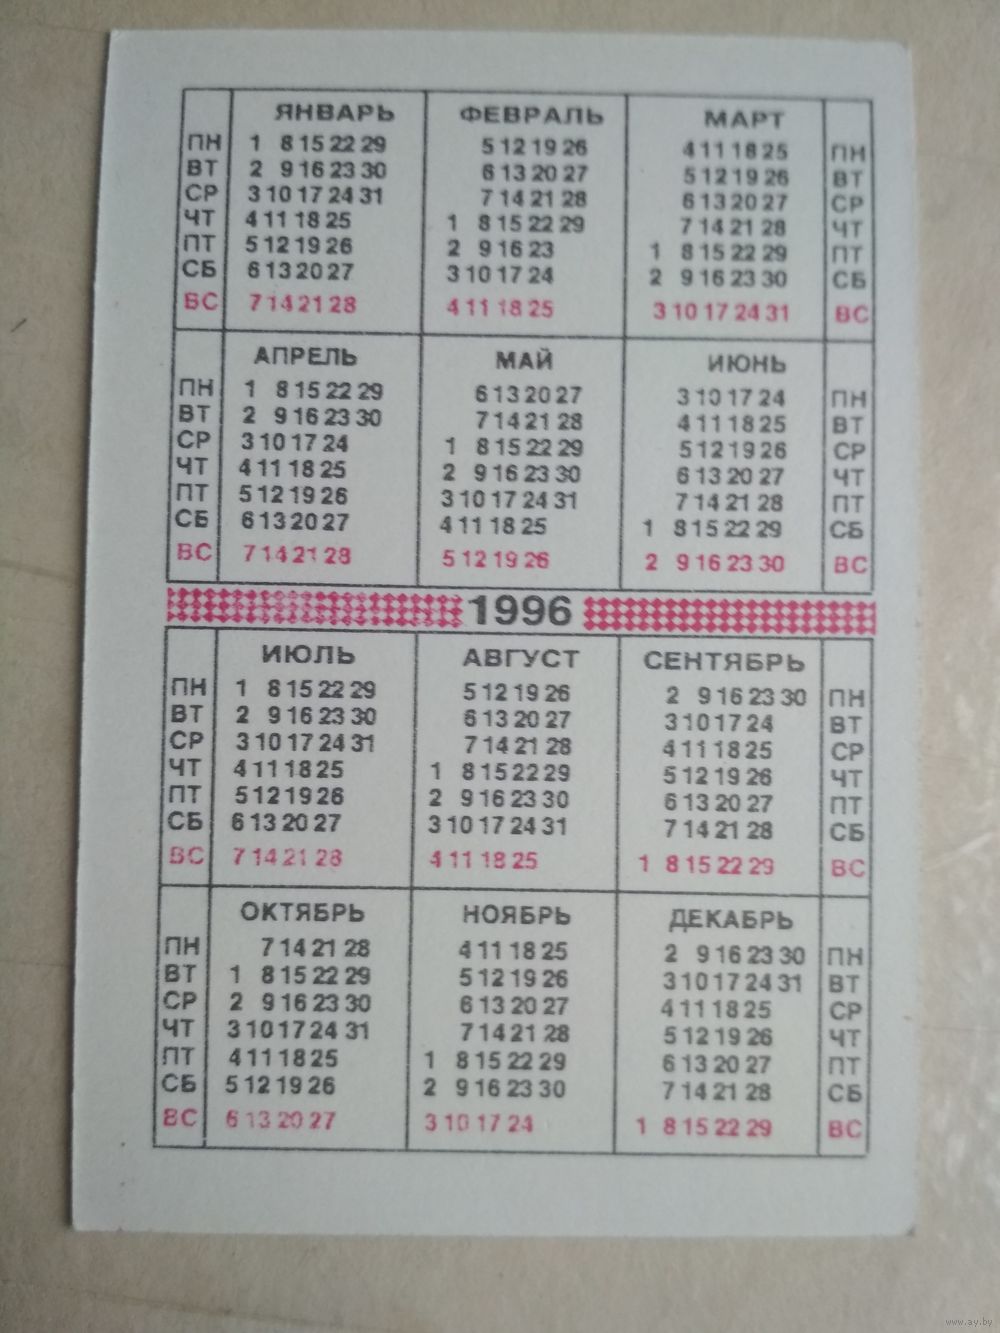 ЯНВАРЬ ФЕВРАЛЬ МАРТ
ПН 1 8 15 22 29 5 12 19 26 4 11 18 25 ПН
ВТ 2 9 16 23 30 6 13 20 27 5 12 19 26 ВТ
СР 3 10 17 24 31 7 14 21 28 6 13 20 27 СР
ЧТ 4 11 18 25 1 8 15 22 29 7 14 21 28 ЧТ
ПТ 5 12 19 26 2 9 16 23 1 8 15 22 29 ПТ
СБ 6 13 20 27 3 10 17 24 2 9 16 23 30 СБ
ВС 7 14 21 28 4 11 18 25 3 10 17 24 31 ВС
АПРЕЛЬ МАЙ ИЮНЬ
ПН 1 8 15 22 29 6 13 20 27 3 10 17 24 ПН
ВТ 2 9 16 23 30 7 14 21 28 4 11 18 25 ВТ
СР 3 10 17 24 1 8 15 22 29 5 12 19 26 СР
ЧТ 4 11 18 25 2 9 16 23 30 6 13 20 27 ЧТ
ПТ 5 12 19 26 3 10 17 24 31 7 14 21 28 ПТ
СБ 6 13 20 27 4 11 18 25 1 8 15 22 29 СБ
ВС 7 14 21 28 5 12 19 26 2 9 16 23 30 ВС
1996
ИЮЛЬ АВГУСТ СЕНТЯБРЬ
ПН 1 8 15 22 29 5 12 19 26 2 9 16 23 30 ПН
ВТ 2 9 16 23 30 6 13 20 27 3 10 17 24 ВТ
СР 3 10 17 24 31 7 14 21 28 4 11 18 25 СР
ЧТ 4 11 18 25 1 8 15 22 29 5 12 19 26 ЧТ
ПТ 5 12 19 26 2 9 16 23 30 6 13 20 27 ПТ
СБ 6 13 20 27 3 10 17 24 31 7 14 21 28 СБ
ВС 7 14 21 28 4 11 18 25 1 8 15 22 29 ВС
ОКТЯБРЬ НОЯБРЬ ДЕКАБРЬ
ПН 7 14 21 28 4 11 18 25 2 9 16 23 30 ПН
ВТ 1 8 15 22 29 5 12 19 26 3 10 17 24 31 ВТ
СР 2 9 16 23 30 6 13 20 27 4 11 18 25 СР
ЧТ 3 10 17 24 31 7 14 21 28 5 12 19 26 ЧТ
ПТ 4 11 18 25 1 8 15 22 29 6 13 20 27 ПТ
СБ 5 12 19 26 2 9 16 23 30 7 14 21 28 СБ
ВС 6 13 20 27 3 10 17 24 1 8 15 22 29 ВС
www.ay.by